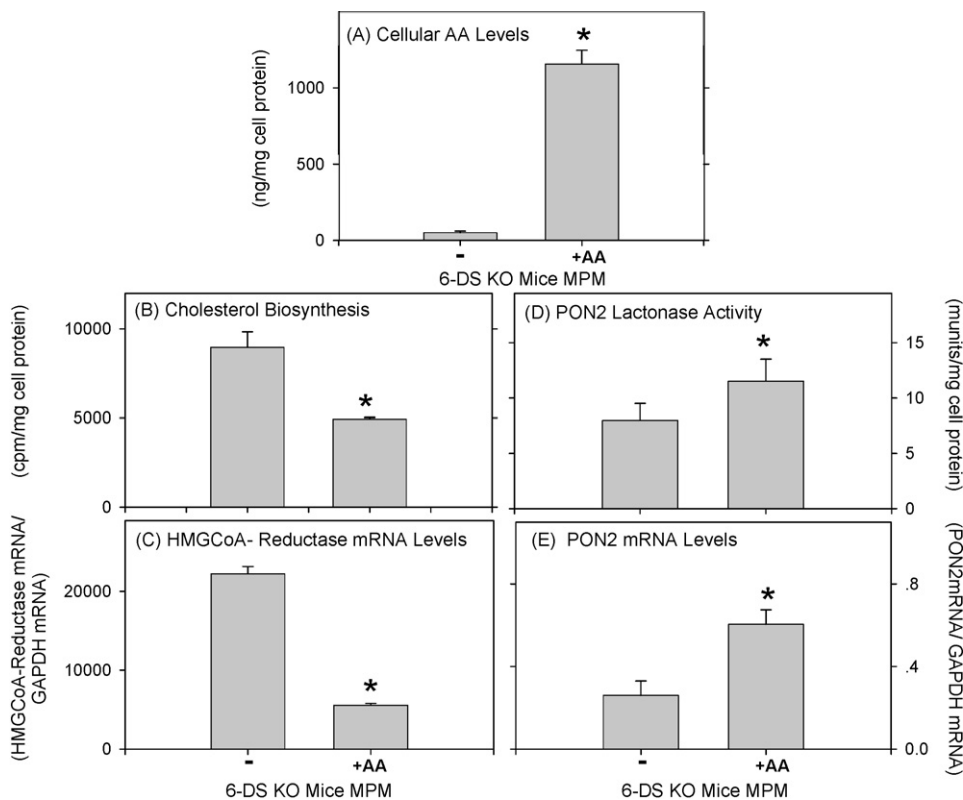 (A) Cellular AA Levels
*
(ng/mg cell protein)
1000
500
0
-
+AA
6-DS KO Mice MPM
(B) Cholesterol Biosynthesis
(cpm/mg cell protein)
10000
5000
0
*
(D) PON2 Lactonase Activity
*
15
10
5
0
(munits/mg cell protein)
(C) HMGCoA- Reductase mRNA Levels
(HMGCoA-Reductase mRNA/
GAPDH mRNA)
20000
10000
0
*
-
+AA
6-DS KO Mice MPM
(E) PON2 mRNA Levels
*
.8
.4
0.0
(PON2mRNA/ GAPDH mRNA)
-
+AA
6-DS KO Mice MPM